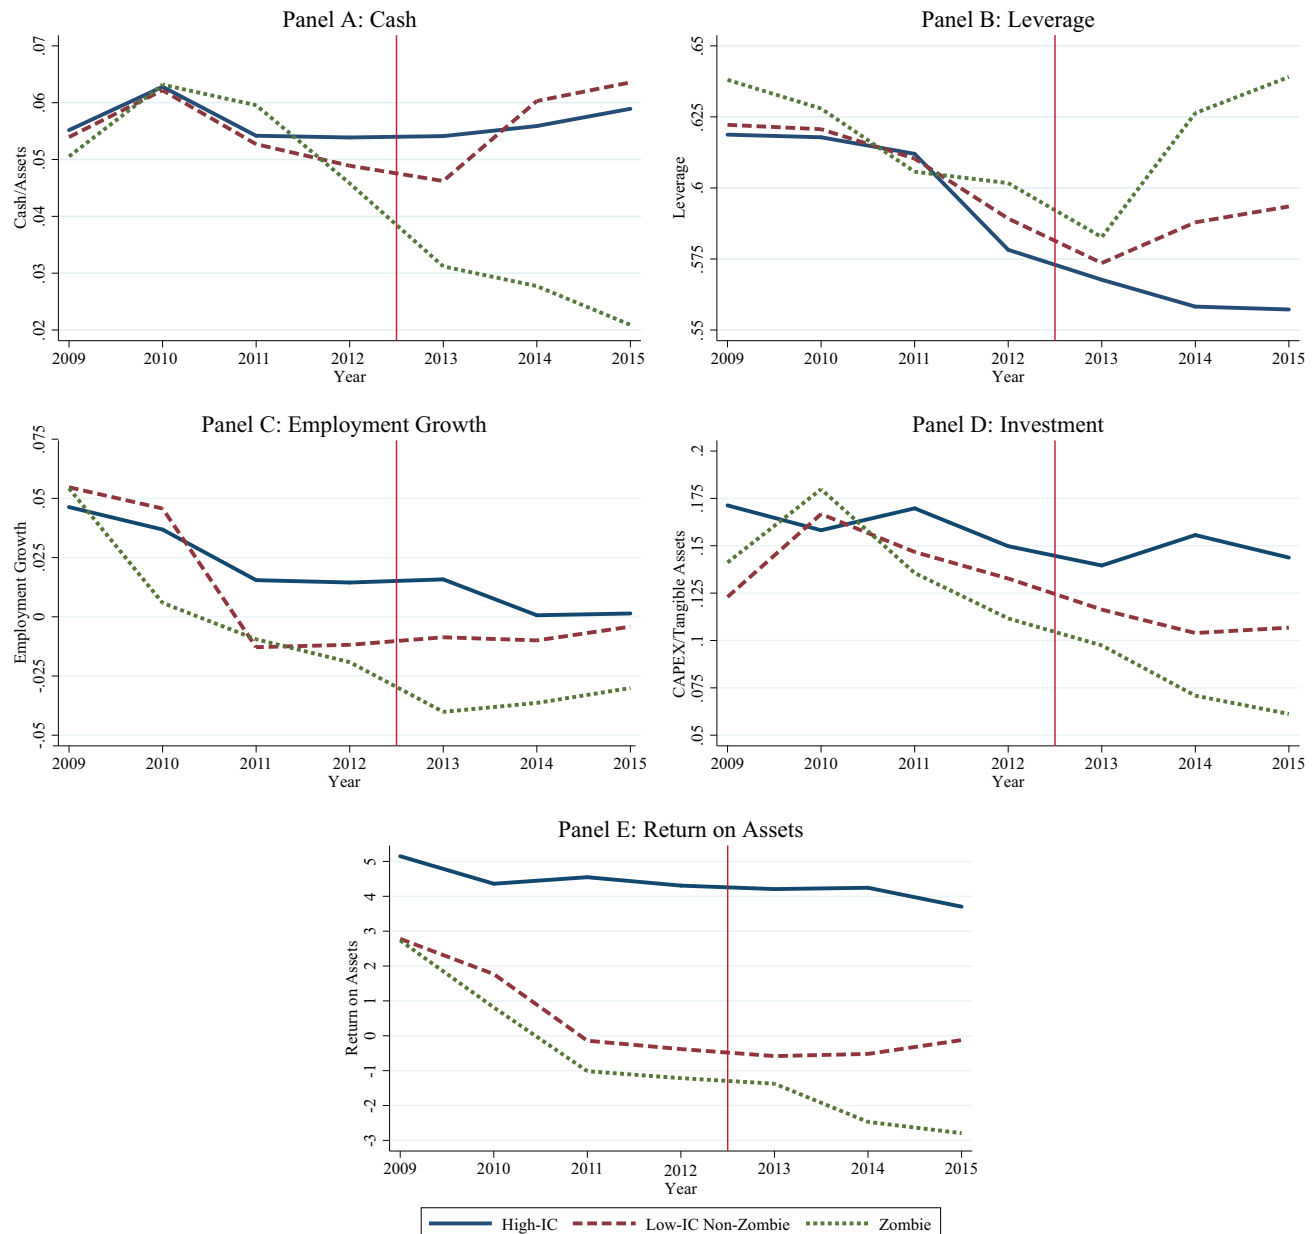 Panel A: Cash
Cash/Assets
.07
.06
.05
.04
.03
.02
2009 2010 2011 2012 2013 2014 2015
Year
Panel B: Leverage
Leverage
.65
.625
.6
.575
.55
2009 2010 2011 2012 2013 2014 2015
Year
Panel C: Employment Growth
Employment Growth
.075
.05
.025
0
-.025
-.05
2009 2010 2011 2012 2013 2014 2015
Year
Panel D: Investment
CAPEX/Tangible Assets
.2
.175
.15
.125
.1
.075
.05
2009 2010 2011 2012 2013 2014 2015
Year
Panel E: Return on Assets
Return on Assets
5
4
3
2
1
0
-1
-2
-3
2009 2010 2011 2012 2013 2014 2015
Year
High-IC Low-IC Non-Zombie Zombie